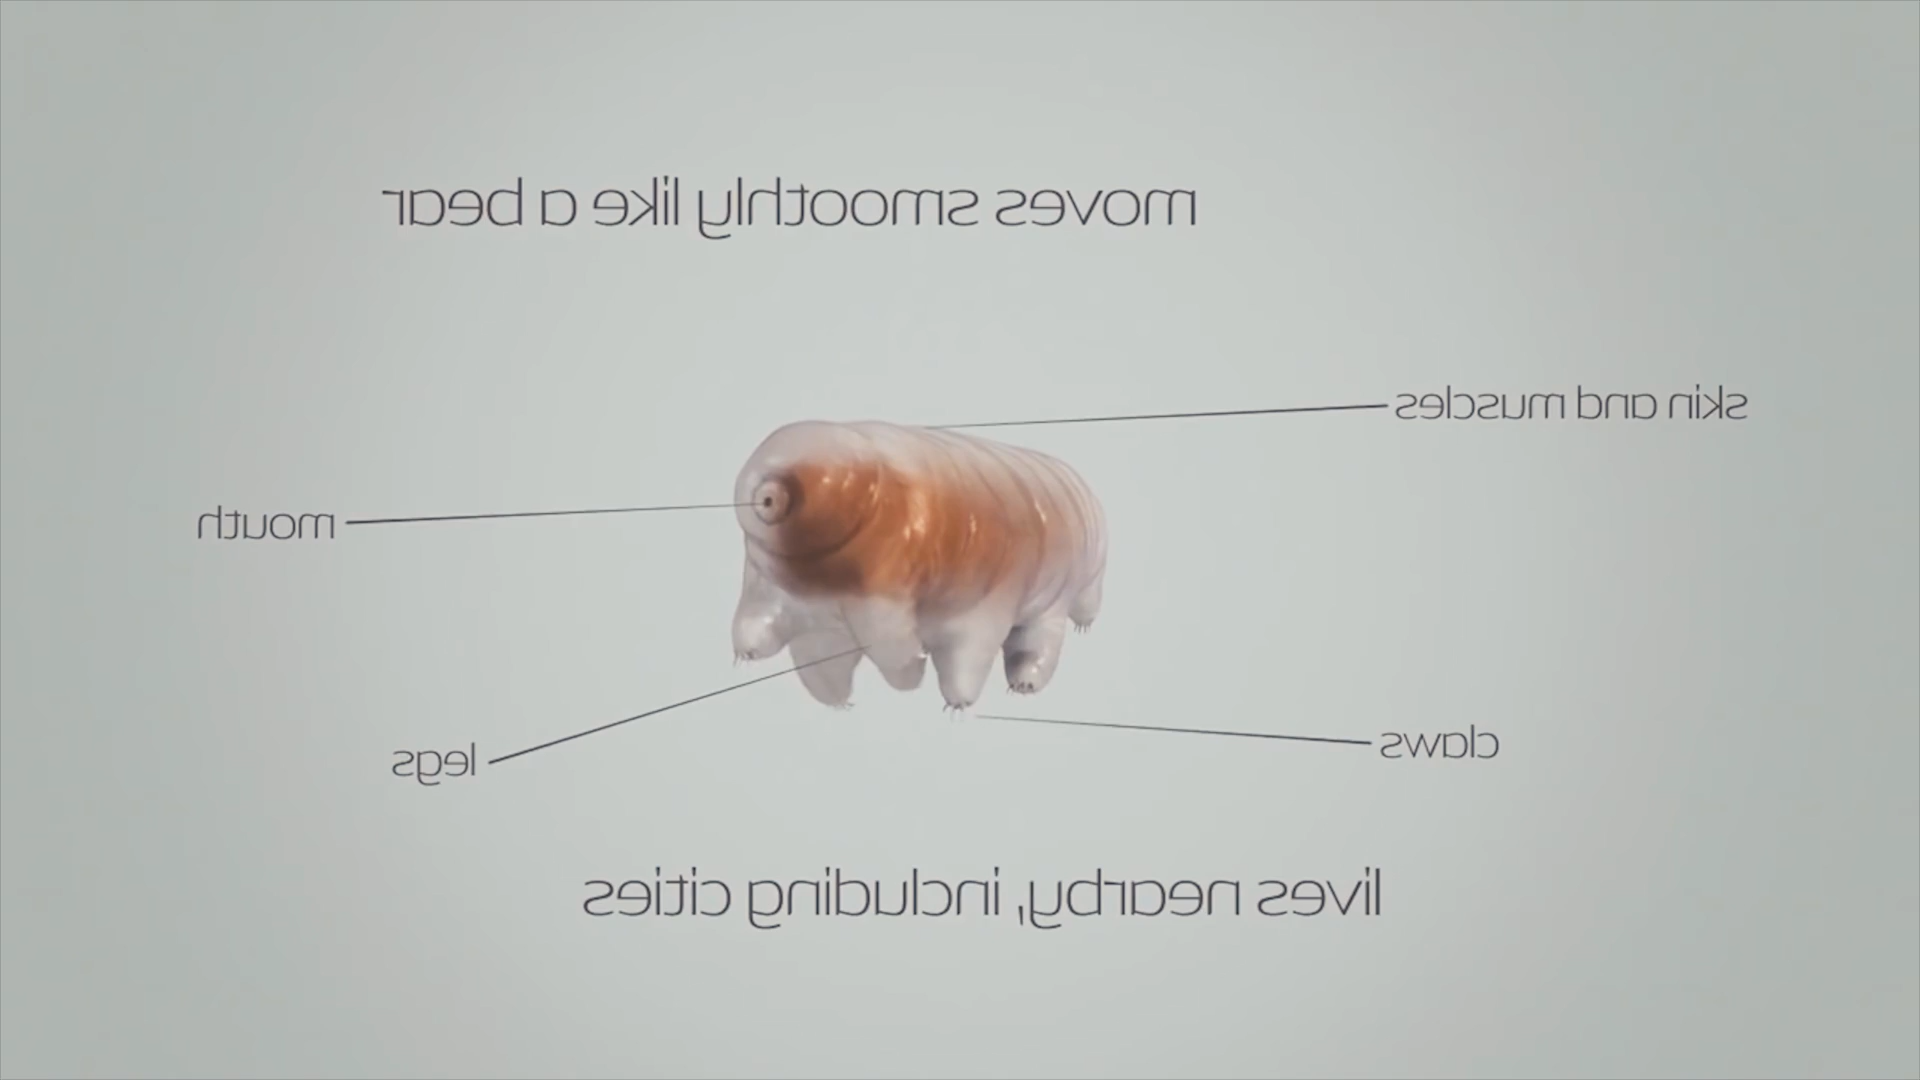 moves smoothly like a bear
skin and muscles
mouth
claws
legs
lives nearby, including cities